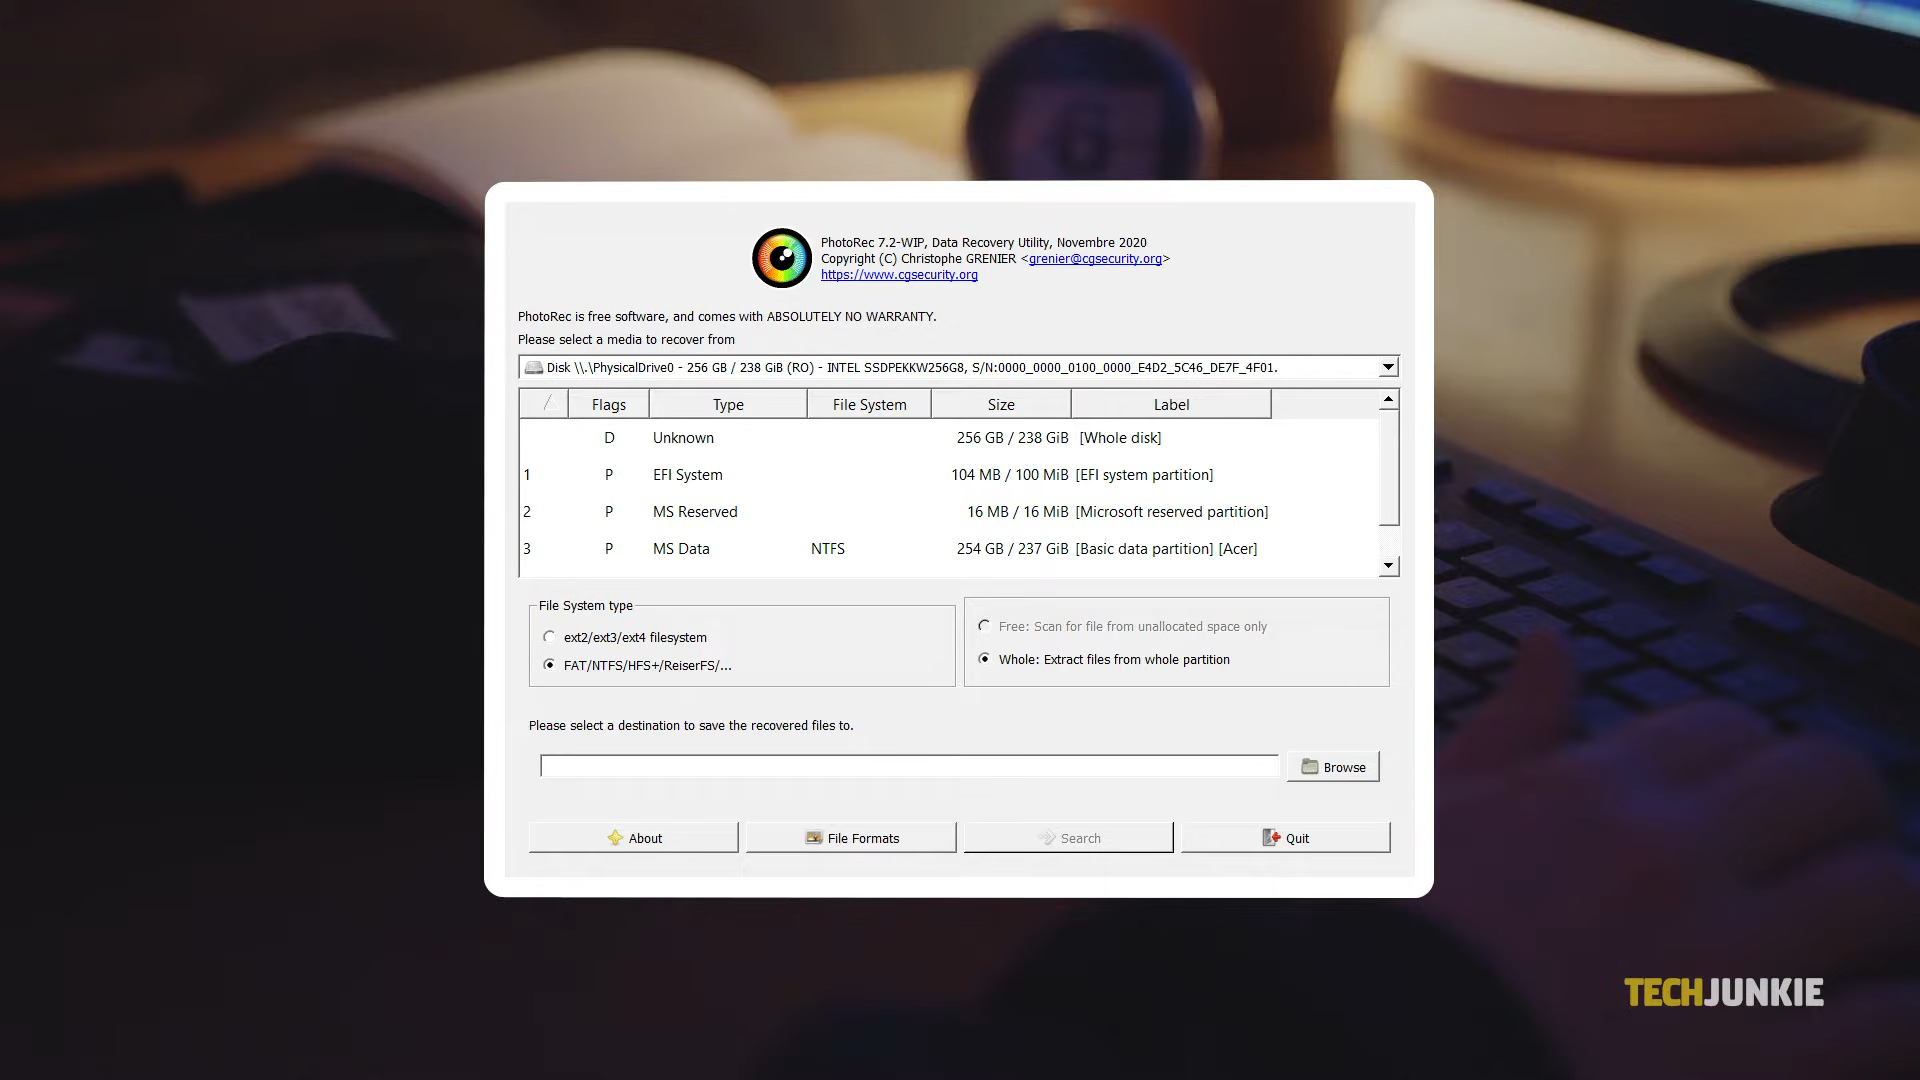 PhotoRec 7.2-WIP, Data Recovery Utility, Novembre 2020
Copyright (C) Christophe GRENIER <grenier@cgsecurity.org>
https://www.cgsecurity.org
PhotoRec is free software, and comes with ABSOLUTELY NO WARRANTY.
Please select a media to recover from
Disk \\.\PhysicalDrive0 - 256 GB / 238 GiB (RO) - INTEL SSDPEKKW256G8, S/N:0000_0000_0100_0000_E4D2_5C46_DE7F_4F01.
Flags Type File System Size Label
D Unknown 256 GB / 238 GiB [Whole disk]
1 P EFI System 104 MB / 100 MiB [EFI system partition]
2 P MS Reserved 16 MB / 16 MiB [Microsoft reserved partition]
3 P MS Data NTFS 254 GB / 237 GiB [Basic data partition] [Acer]
File System type
ext2/ext3/ext4 filesystem
FAT/NTFS/HFS+/ReiserFS/...
Free: Scan for file from unallocated space only
Whole: Extract files from whole partition
Please select a destination to save the recovered files to.
Browse
About File Formats Search Quit
TECHJUNKIE